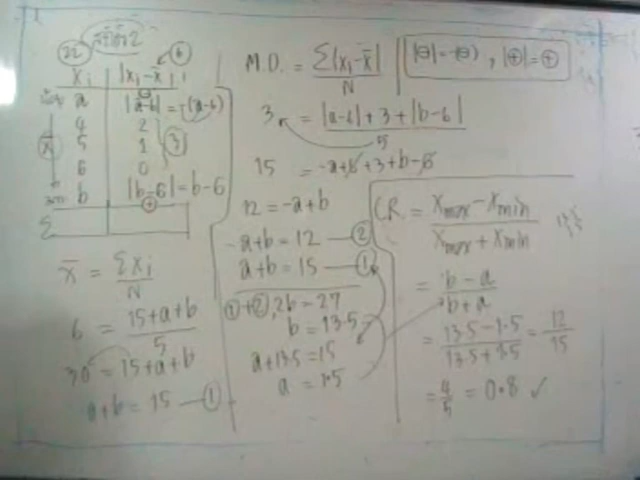 22
6
xi |xi - x̄|
a |a-6| = -(a-6)
4 2
5 1 3
6 0
b |b-6| = b-6
Σ
x̄ = Σxi/N
6 = (15+a+b)/5
30 = 15+a+b
a+b = 15 —①
M.D. = Σ|xi - x̄|/N
|⊖| = -(⊖), |⊕| = ⊕
3 = (|a-6|+3+|b-6|)/5
15 = -a+6+3+b-6
12 = -a+b
-a+b = 12 —②
a+b = 15 —①
①+②, 2b = 27
b = 13.5
a+13.5 = 15
a = 1.5
C.R. = (xmax - xmin)/(xmax + xmin)
= (b-a)/(b+a)
= (13.5-1.5)/(13.5+1.5) = 12/15
= 4/5 = 0.8 ✓